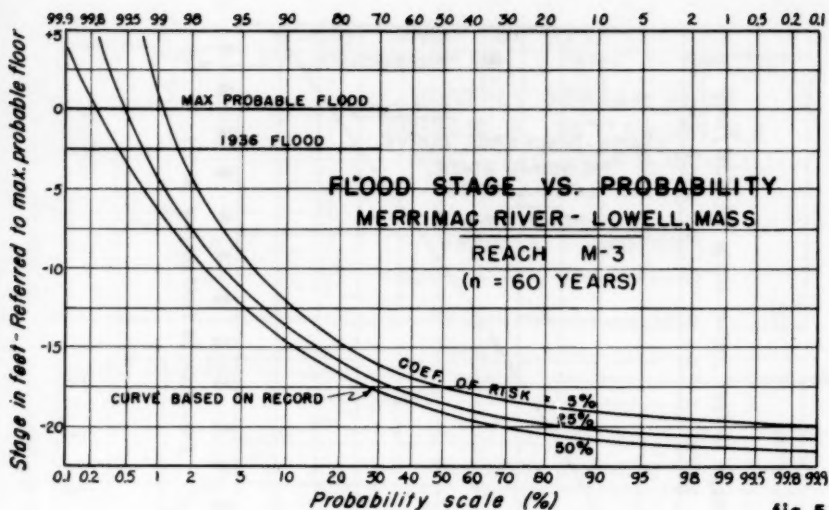 99.9 99.8 99.5 99 98 95 90 80 70 60 50 40 30 20 10 5 2 1 0.5 0.2 0.1
+5
0
-5
-10
-15
-20
Stage in feet - Referred to max. probable floor
MAX PROBABLE FLOOD
1936 FLOOD
FLOOD STAGE VS. PROBABILITY
MERRIMAC RIVER - LOWELL, MASS
REACH M-3
(n = 60 YEARS)
COEF. OF RISK = 5%
25%
50%
CURVE BASED ON RECORD
0.1 0.2 0.5 1 2 5 10 20 30 40 50 60 70 80 90 95 98 99 99.5 99.8 99.9
Probability scale (%)